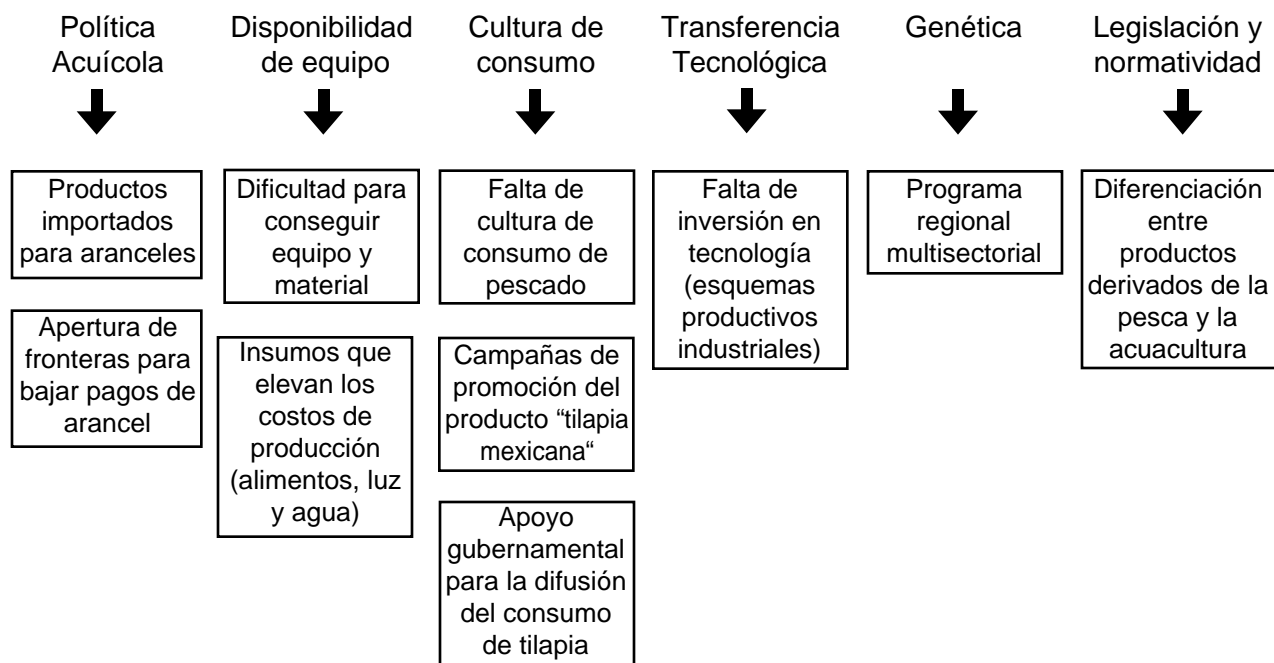 Política
Acuícola
Disponibilidad
de equipo
Cultura de
consumo
Transferencia
Tecnológica
Genética
Legislación y
normatividad
Productos
importados
para aranceles
Apertura de
fronteras para
bajar pagos de
arancel
Dificultad para
conseguir
equipo y
material
Insumos que
elevan los
costos de
producción
(alimentos, luz
y agua)
Falta de
cultura de
consumo de
pescado
Campañas de
promoción del
producto “tilapia
mexicana“
Apoyo
gubernamental
para la difusión
del consumo
de tilapia
Falta de
inversión en
tecnología
(esquemas
productivos
industriales)
Programa
regional
multisectorial
Diferenciación
entre
productos
derivados de la
pesca y la
acuacultura